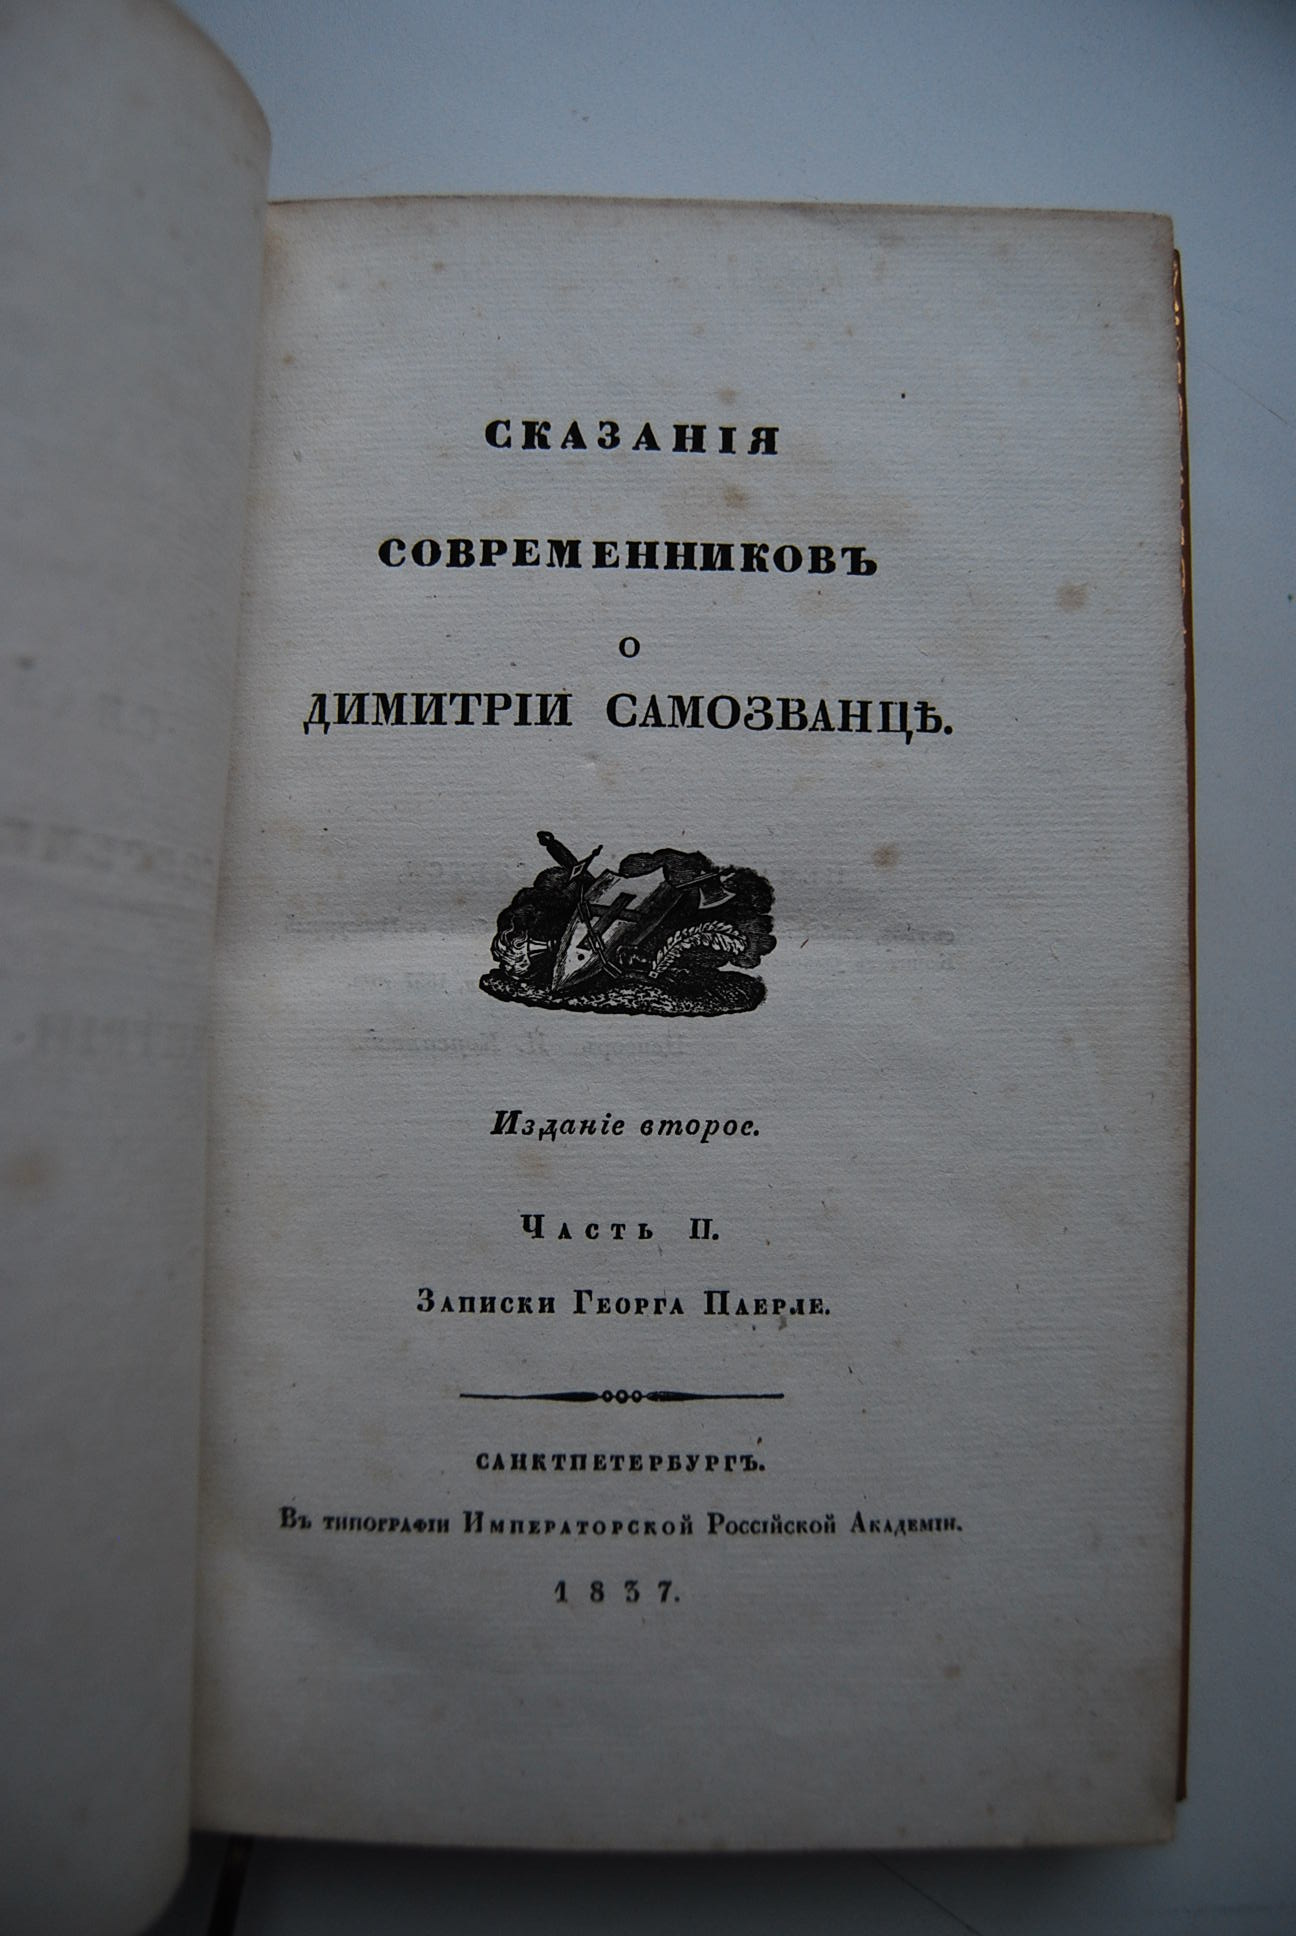 СКАЗАНІЯ
СОВРЕМЕННИКОВЪ
О
ДИМИТРІИ САМОЗВАНЦѢ.
Изданіе второе.
Часть II.
Записки Георга Паерле.
САНКТПЕТЕРБУРГЪ.
Въ типографіи Императорской Россійской Академіи.
1837.